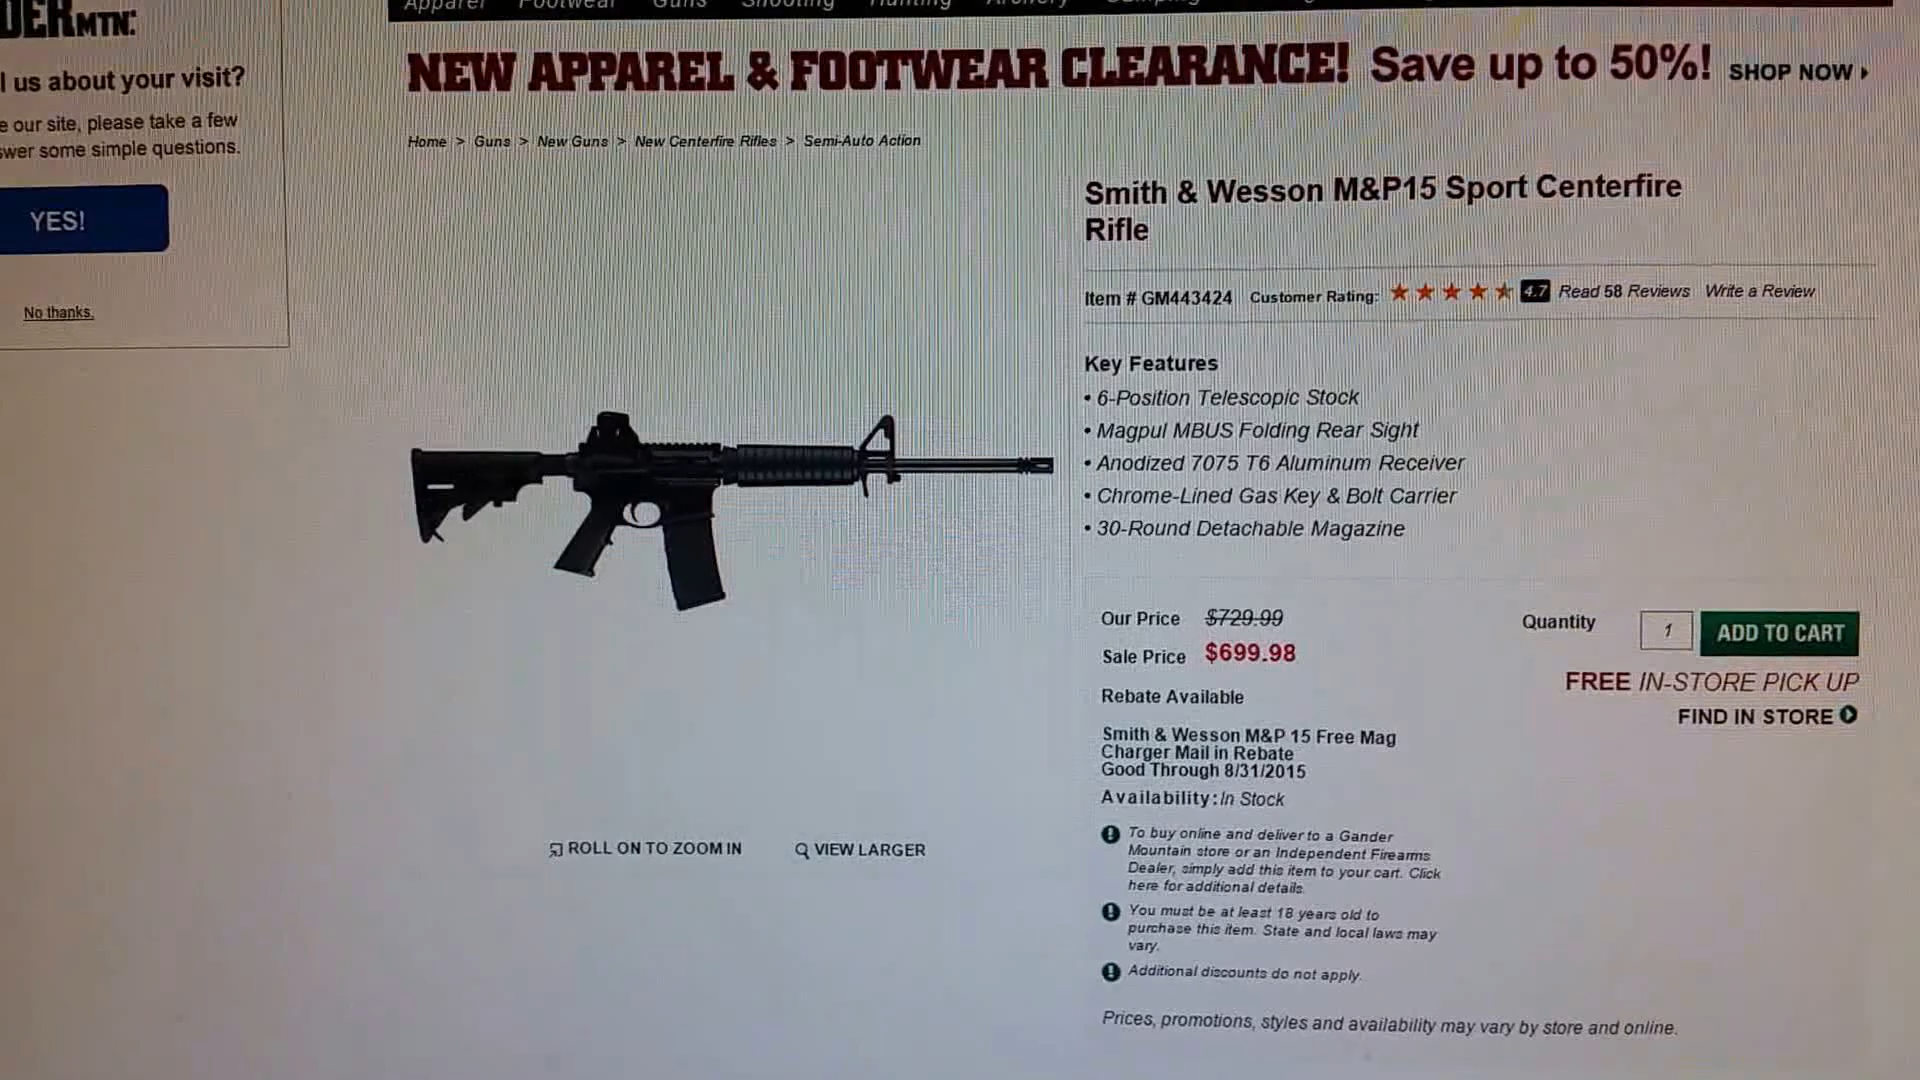 MTN:
us about your visit?
our site, please take a few
some simple questions.
YES!
No thanks.
Apparel Footwear Guns Shooting Hunting Archery Camping
NEW APPAREL & FOOTWEAR CLEARANCE! Save up to 50%! SHOP NOW
Home > Guns > New Guns > New Centerfire Rifles > Semi-Auto Action
Smith & Wesson M&P15 Sport Centerfire
Rifle
Item # GM443424 Customer Rating: 4.7 Read 58 Reviews Write a Review
Key Features
• 6-Position Telescopic Stock
• Magpul MBUS Folding Rear Sight
• Anodized 7075 T6 Aluminum Receiver
• Chrome-Lined Gas Key & Bolt Carrier
• 30-Round Detachable Magazine
Our Price $729.99
Sale Price $699.98
Quantity 1 ADD TO CART
FREE IN-STORE PICK UP
FIND IN STORE
Rebate Available
Smith & Wesson M&P 15 Free Mag
Charger Mail in Rebate
Good Through 8/31/2015
Availability: In Stock
To buy online and deliver to a Gander
Mountain store or an Independent Firearms
Dealer, simply add this item to your cart. Click
here for additional details.
You must be at least 18 years old to
purchase this item. State and local laws may
vary.
Additional discounts do not apply.
Prices, promotions, styles and availability may vary by store and online.
ROLL ON TO ZOOM IN VIEW LARGER